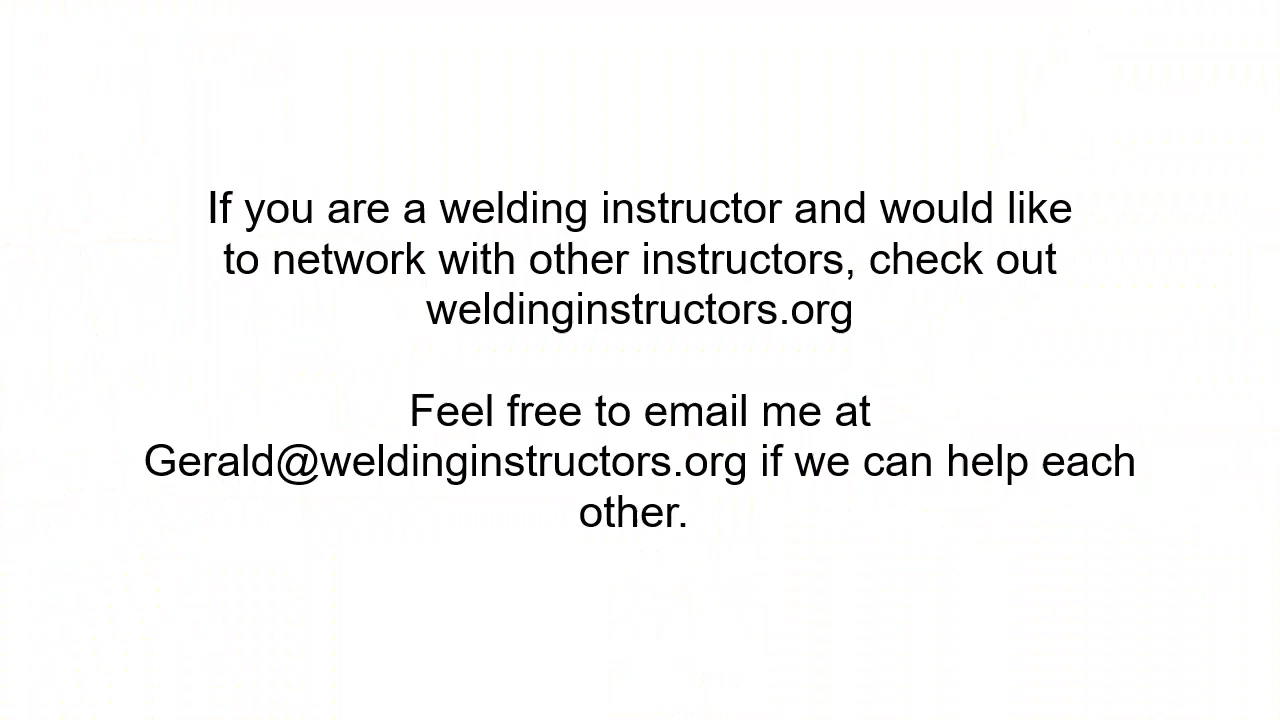 If you are a welding instructor and would like
to network with other instructors, check out
weldinginstructors.org
Feel free to email me at
Gerald@weldinginstructors.org if we can help each
other.